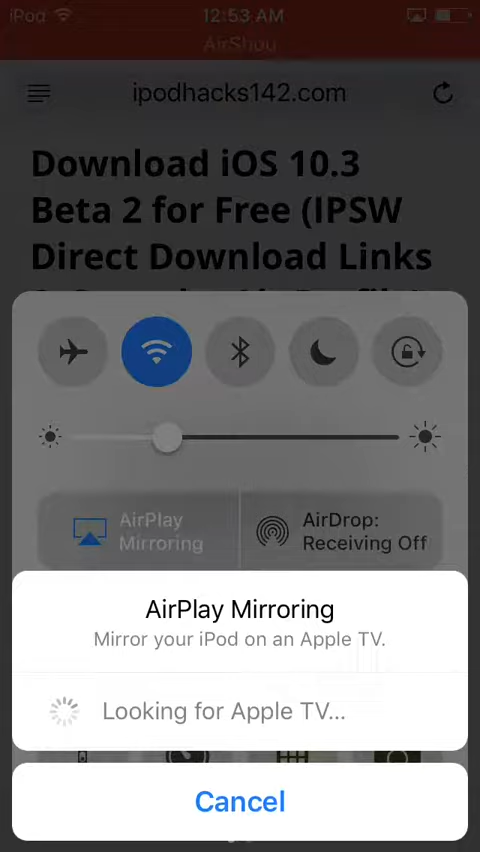 iPod 12:53 AM
AirShou
ipodhacks142.com
Download iOS 10.3
Beta 2 for Free (IPSW
Direct Download Links
AirPlay
Mirroring
AirDrop:
Receiving Off
AirPlay Mirroring
Mirror your iPod on an Apple TV.
Looking for Apple TV...
Cancel